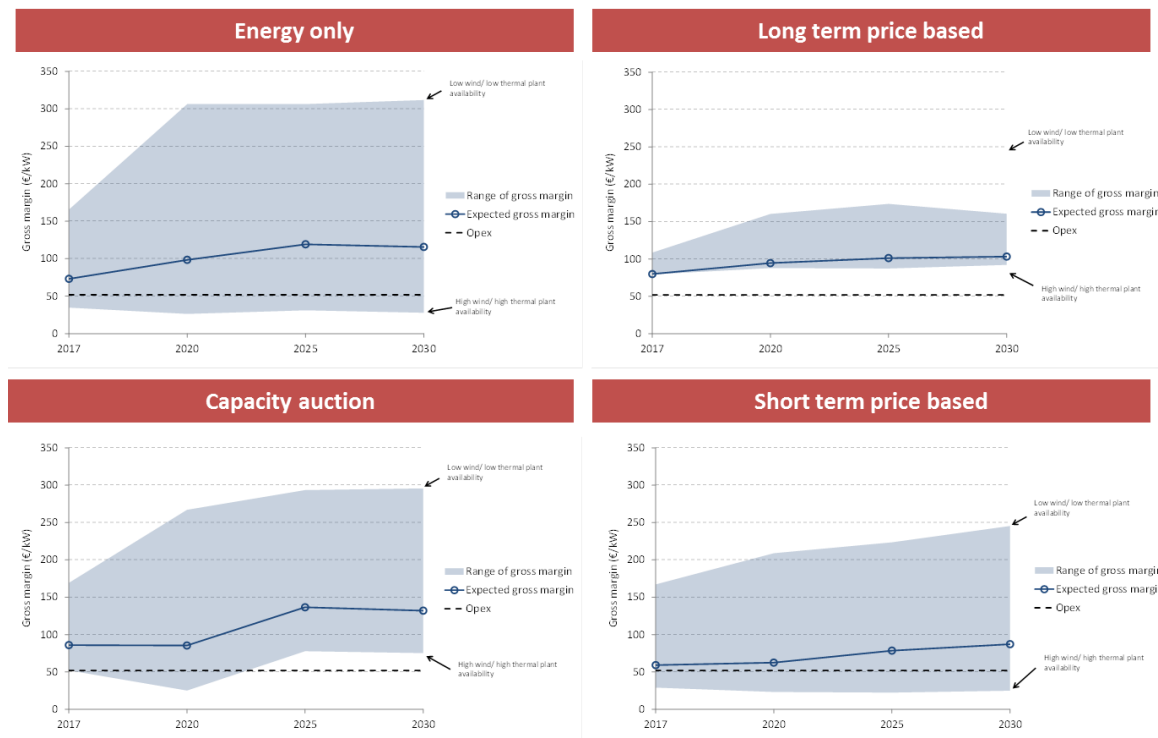 Energy only
350
300
250
200
150
100
50
0
Gross margin (€/kW)
2017
2020
2025
2030
Low wind/ low thermal plant
availability
Range of gross margin
Expected gross margin
Opex
High wind/ high thermal plant
availability
Long term price based
350
300
250
200
150
100
50
0
Gross margin (€/kW)
2017
2020
2025
2030
Low wind/ low thermal plant
availability
Range of gross margin
Expected gross margin
Opex
High wind/ high thermal plant
availability
Capacity auction
350
300
250
200
150
100
50
0
Gross margin (€/kW)
2017
2020
2025
2030
Low wind/ low thermal plant
availability
Range of gross margin
Expected gross margin
Opex
High wind/ high thermal plant
availability
Short term price based
350
300
250
200
150
100
50
0
Gross margin (€/kW)
2017
2020
2025
2030
Low wind/ low thermal plant
availability
Range of gross margin
Expected gross margin
Opex
High wind/ high thermal plant
availability